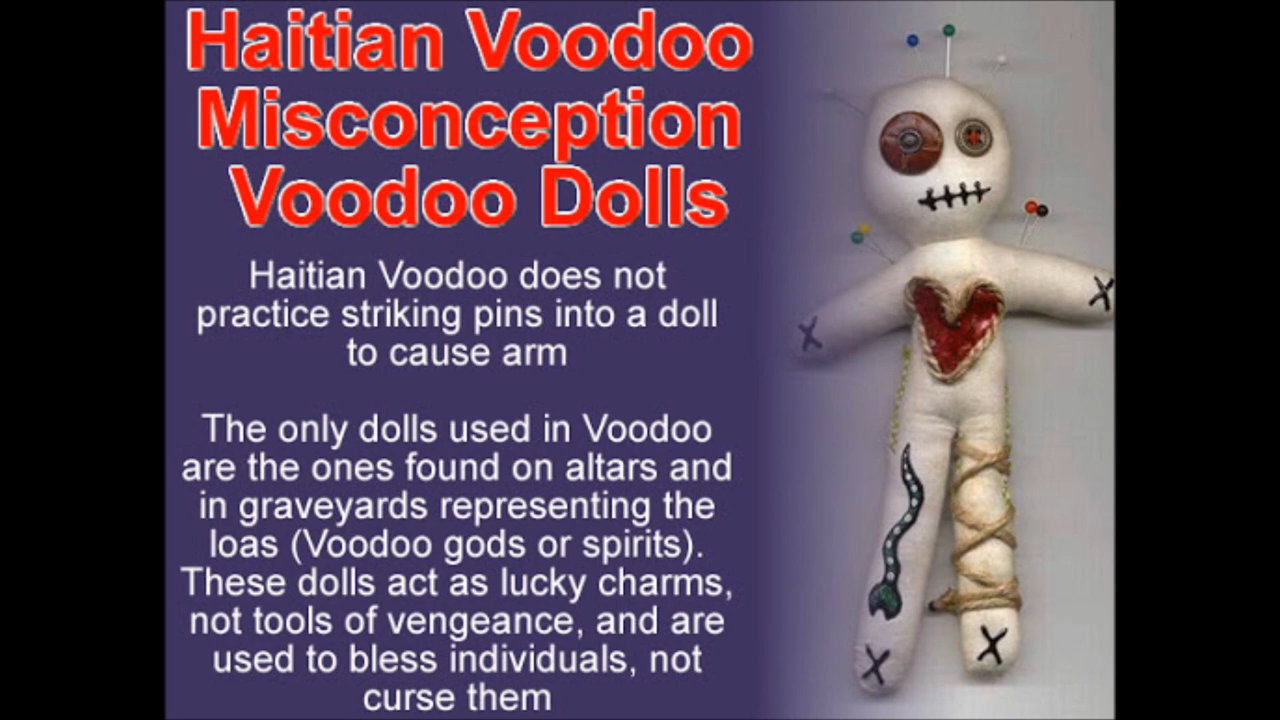 Haitian Voodoo
Misconception
Voodoo Dolls
Haitian Voodoo does not
practice striking pins into a doll
to cause arm
The only dolls used in Voodoo
are the ones found on altars and
in graveyards representing the
loas (Voodoo gods or spirits).
These dolls act as lucky charms,
not tools of vengeance, and are
used to bless individuals, not
curse them